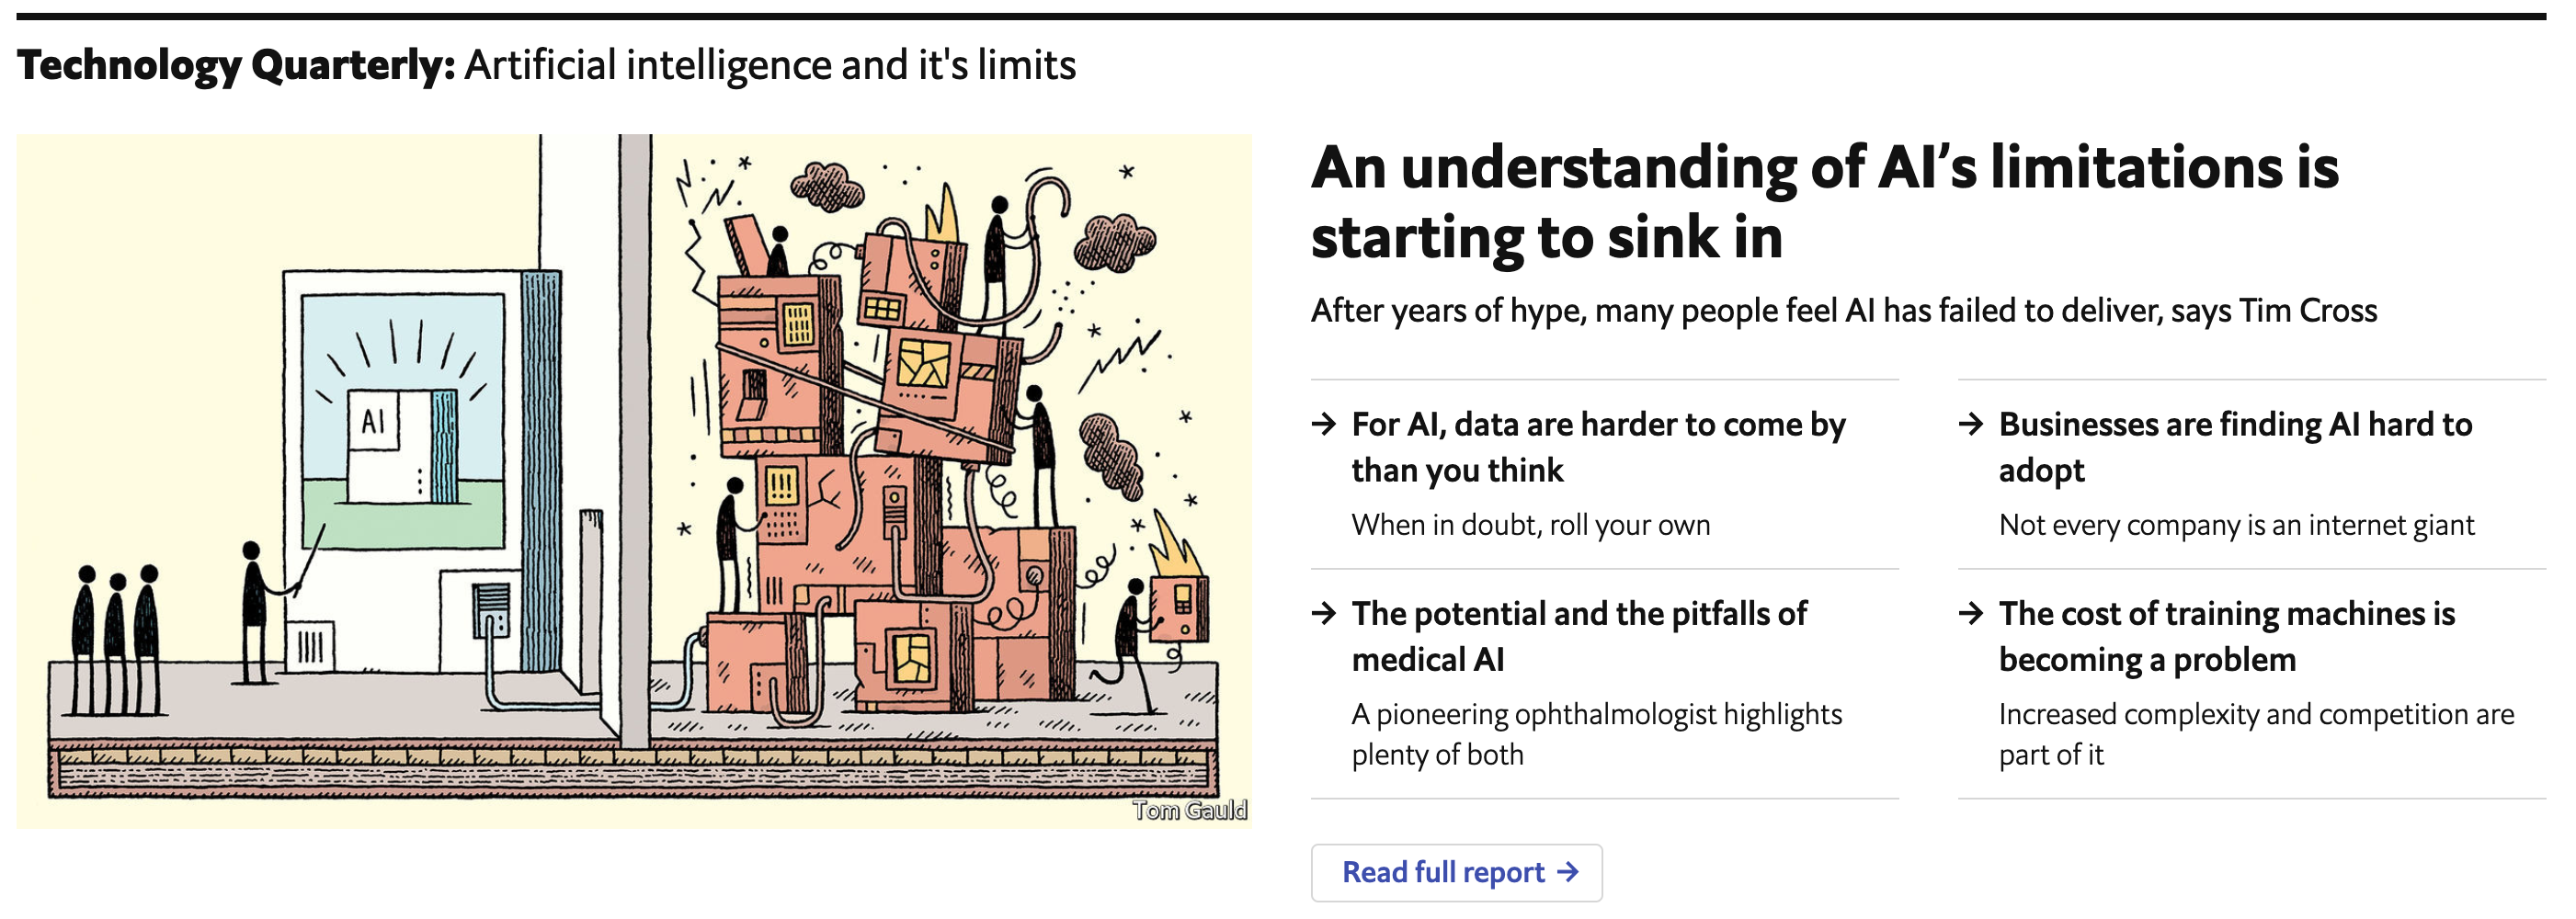 Technology Quarterly: Artificial intelligence and it's limits
AI
Tom Gauld
An understanding of AI's limitations is
starting to sink in
After years of hype, many people feel AI has failed to deliver, says Tim Cross
→ For AI, data are harder to come by
than you think
When in doubt, roll your own
→ Businesses are finding AI hard to
adopt
Not every company is an internet giant
→ The potential and the pitfalls of
medical AI
A pioneering ophthalmologist highlights
plenty of both
→ The cost of training machines is
becoming a problem
Increased complexity and competition are
part of it
Read full report →